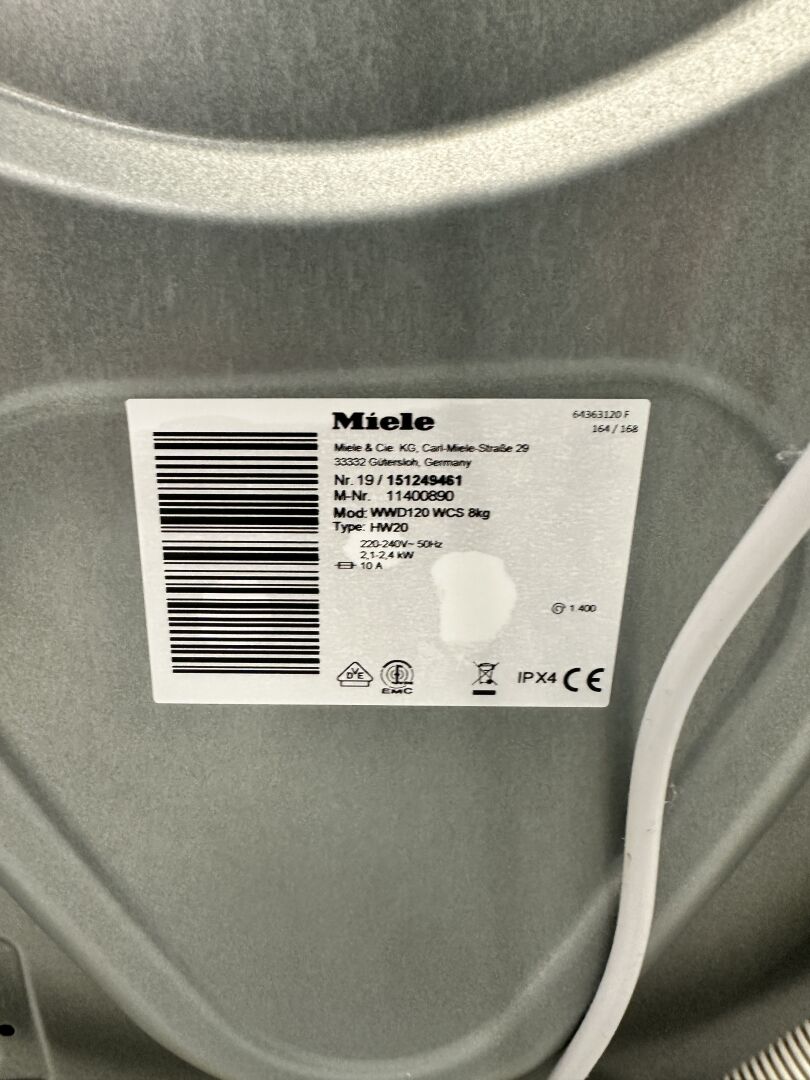 Miele
64363120 F
164 / 168
Miele & Cie. KG, Carl-Miele-Straße 29
33332 Gütersloh, Germany
Nr. 19 / 151249461
M-Nr. 11400890
Mod: WWD120 WCS 8kg
Type: HW20
220-240V~ 50Hz
2,1-2,4 kW
10 A
1.400
DVE
EMC
IPX4 CE